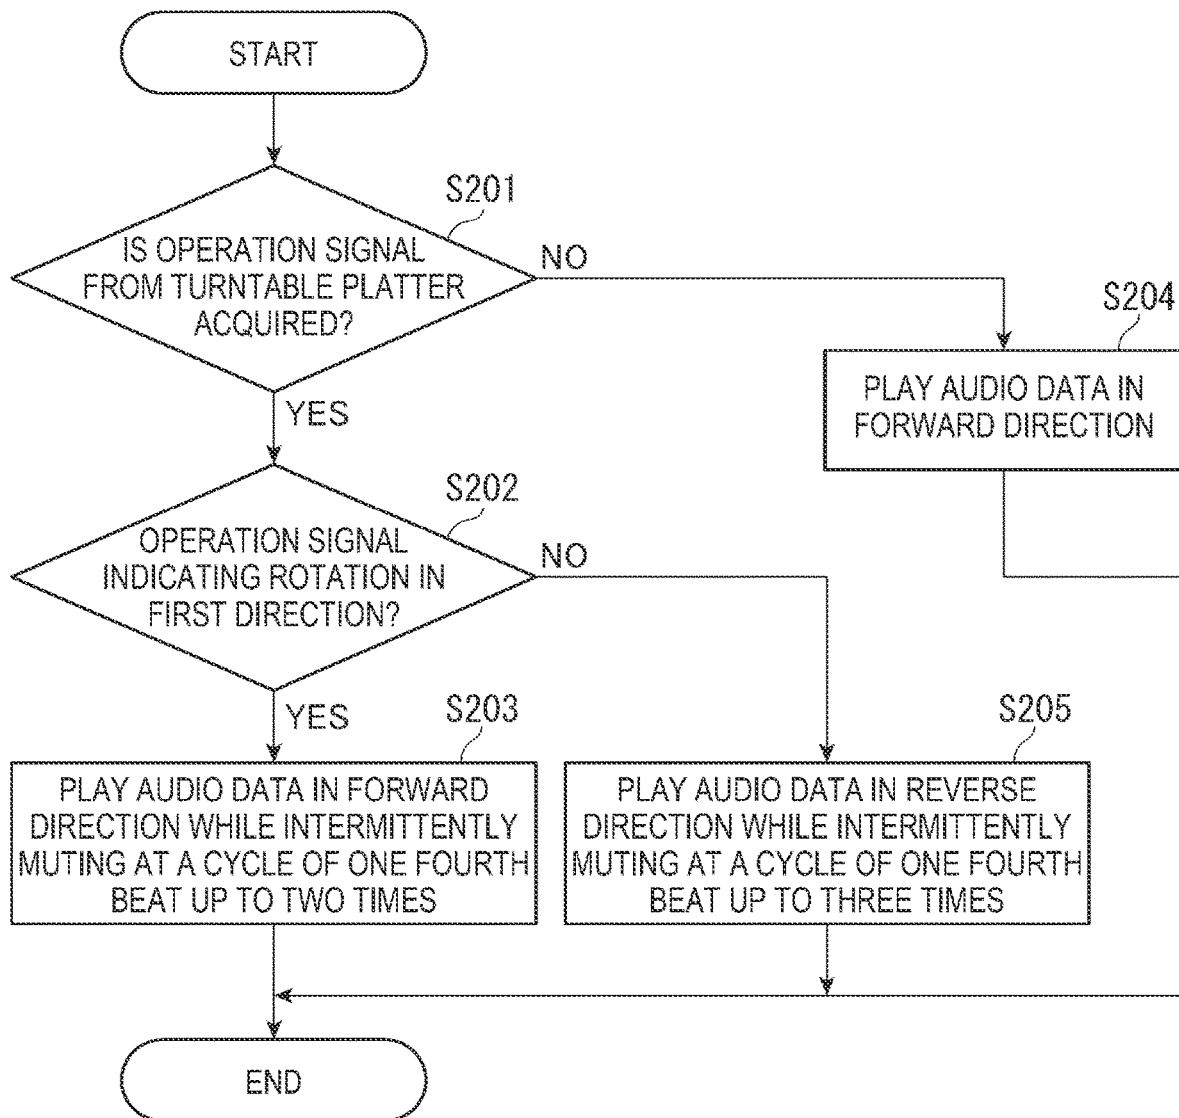 START
S201
IS OPERATION SIGNAL
FROM TURNTABLE PLATTER
ACQUIRED?
NO
YES
S204
PLAY AUDIO DATA IN
FORWARD DIRECTION
S202
OPERATION SIGNAL
INDICATING ROTATION IN
FIRST DIRECTION?
NO
YES
S203
PLAY AUDIO DATA IN FORWARD
DIRECTION WHILE INTERMITTENTLY
MUTING AT A CYCLE OF ONE FOURTH
BEAT UP TO TWO TIMES
S205
PLAY AUDIO DATA IN REVERSE
DIRECTION WHILE INTERMITTENTLY
MUTING AT A CYCLE OF ONE FOURTH
BEAT UP TO THREE TIMES
END